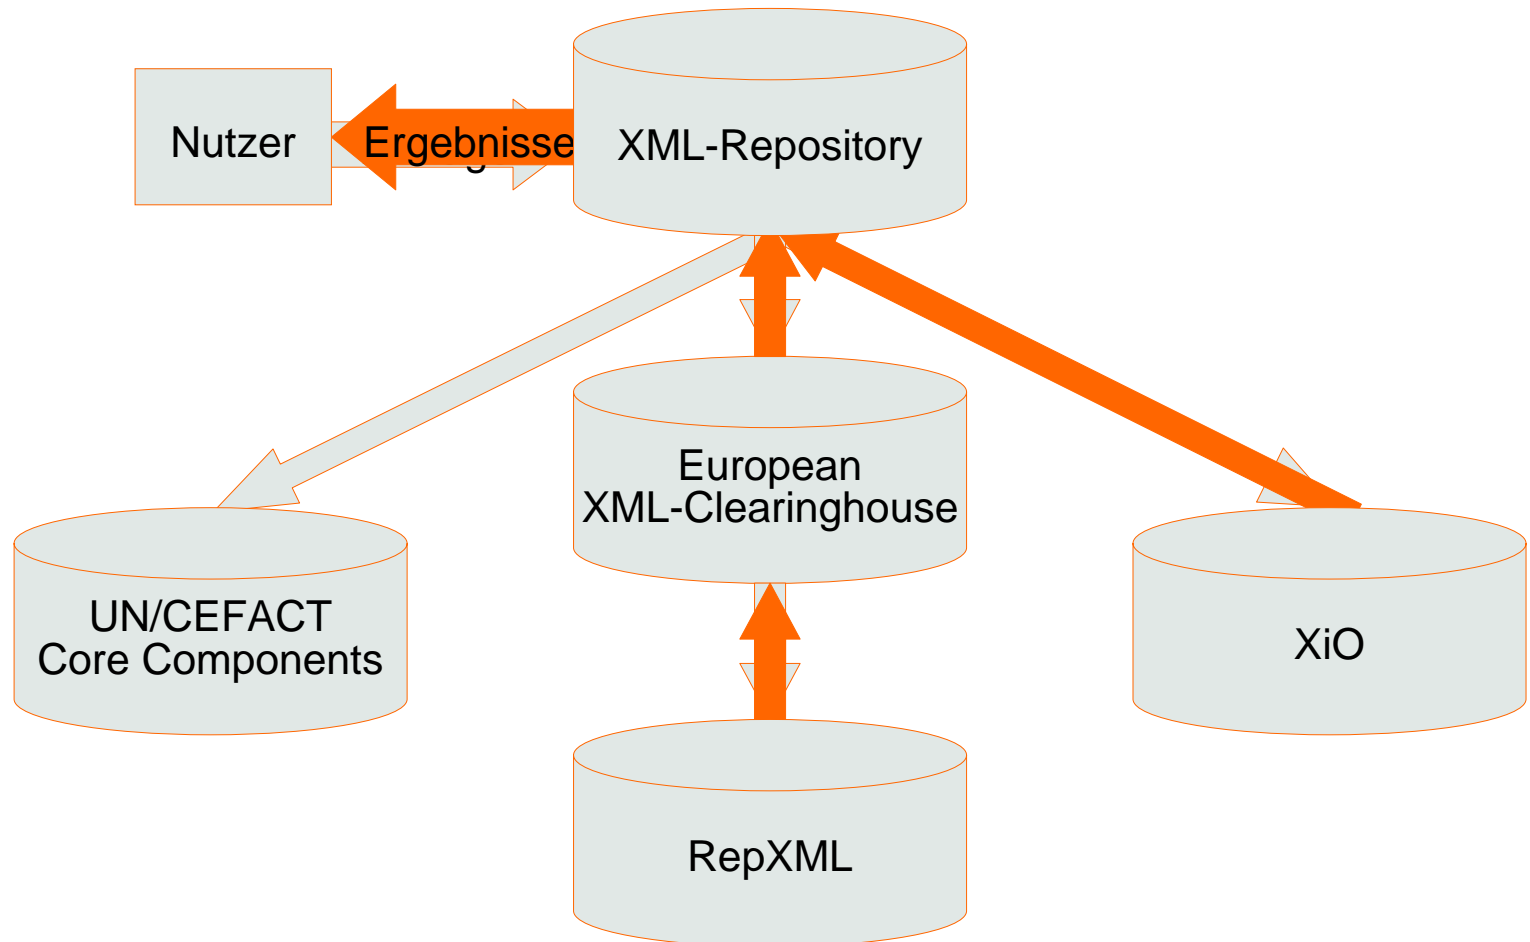 Nutzer
Ergebnisse
XML-Repository
European
XML-Clearinghouse
UN/CEFACT
Core Components
XiO
RepXML